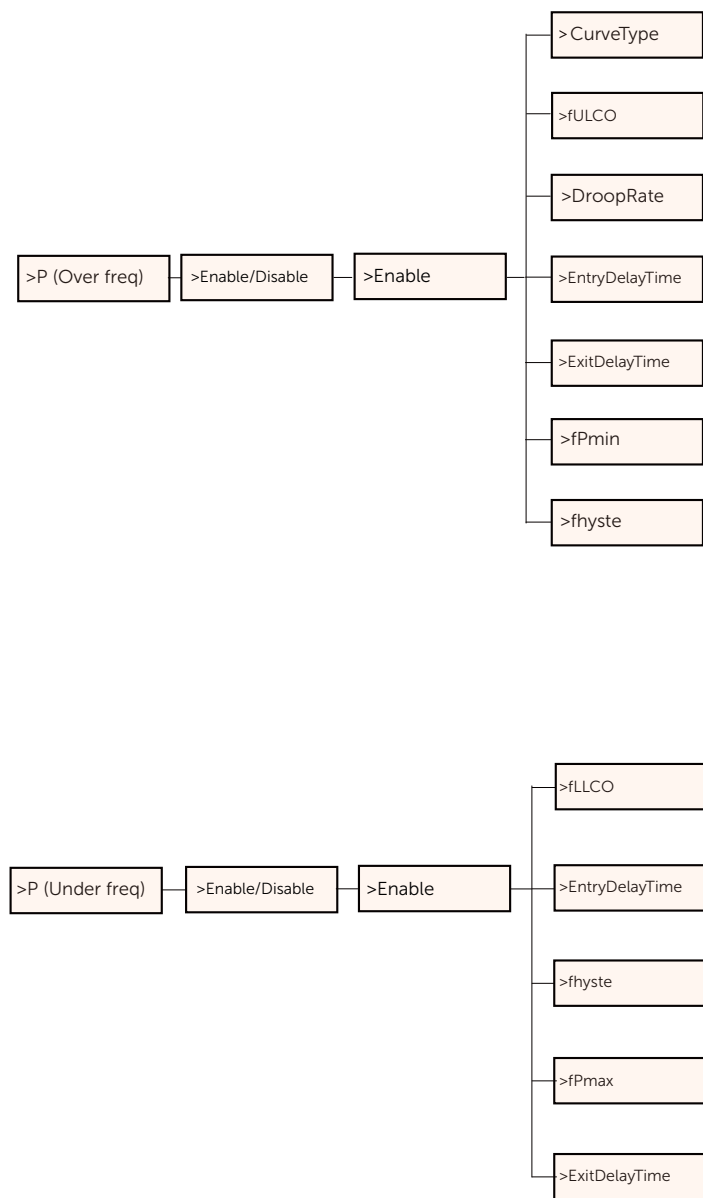 >CurveType
>fULCO
>DroopRate
>P (Over freq)
>Enable/Disable
>Enable
>EntryDelayTime
>ExitDelayTime
>fPmin
>fhyste
>fLLCO
>P (Under freq)
>Enable/Disable
>Enable
>EntryDelayTime
>fhyste
>fPmax
>ExitDelayTime